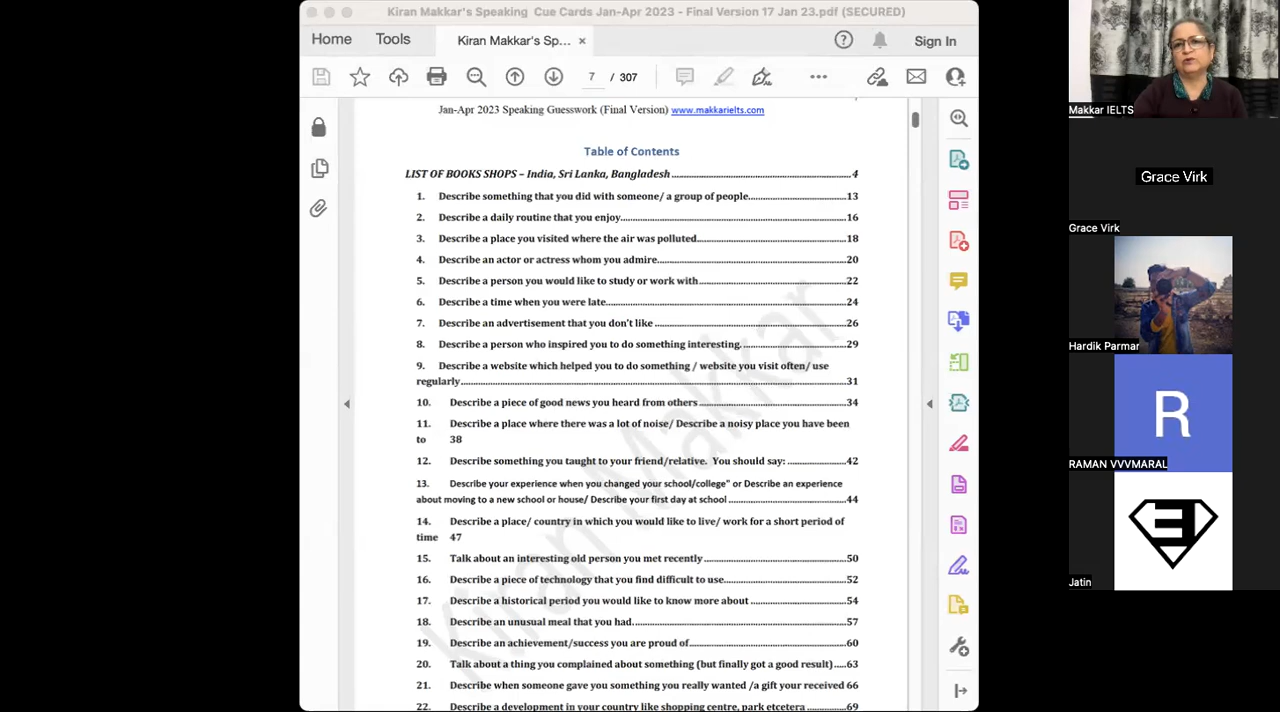 Kiran Makkar's Speaking Cue Cards Jan-Apr 2023 - Final Version 17 Jan 23.pdf (SECURED)
Home Tools Kiran Makkar's Sp... × Sign In
7 / 307
Jan-Apr 2023 Speaking Guesswork (Final Version) www.makkarielts.com
Table of Contents
LIST OF BOOKS SHOPS – India, Sri Lanka, Bangladesh 4
1. Describe something that you did with someone/ a group of people 13
2. Describe a daily routine that you enjoy 16
3. Describe a place you visited where the air was polluted 18
4. Describe an actor or actress whom you admire 20
5. Describe a person you would like to study or work with 22
6. Describe a time when you were late 24
7. Describe an advertisement that you don't like 26
8. Describe a person who inspired you to do something interesting. 29
9. Describe a website which helped you to do something / website you visit often/ use
regularly 31
10. Describe a piece of good news you heard from others 34
11. Describe a place where there was a lot of noise/ Describe a noisy place you have been
to 38
12. Describe something you taught to your friend/relative. You should say: 42
13. Describe your experience when you changed your school/college" or Describe an experience
about moving to a new school or house/ Describe your first day at school 44
14. Describe a place/ country in which you would like to live/ work for a short period of
time 47
15. Talk about an interesting old person you met recently 50
16. Describe a piece of technology that you find difficult to use 52
17. Describe a historical period you would like to know more about 54
18. Describe an unusual meal that you had. 57
19. Describe an achievement/success you are proud of 60
20. Talk about a thing you complained about something (but finally got a good result) 63
21. Describe when someone gave you something you really wanted /a gift your received 66
22. Describe a development in your country like shopping centre, park etcetera 69
Kiran Makkar
Makkar IELTS
Grace Virk
Grace Virk
Hardik Parmar
R
RAMAN VVVMARAL
Jatin